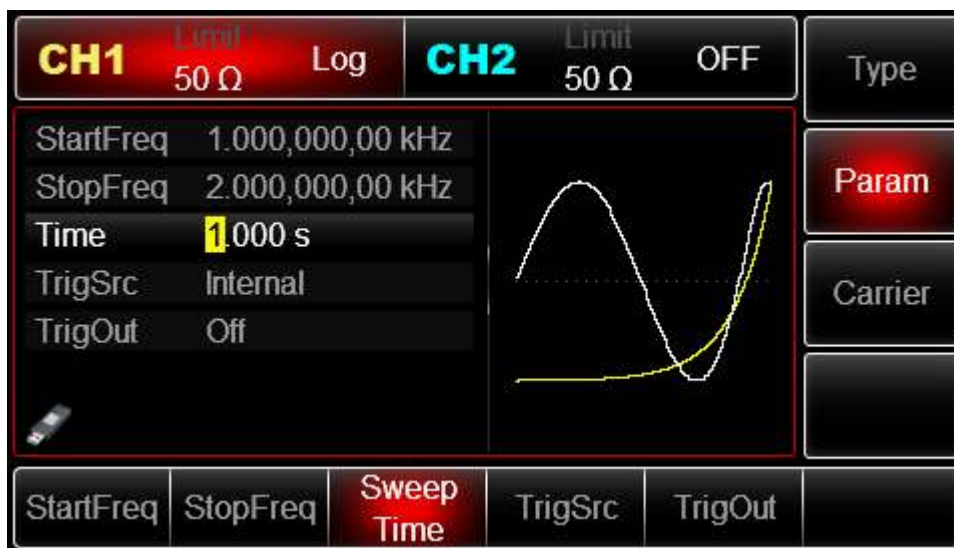 CH1 Limit 50 Ω Log CH2 Limit 50 Ω OFF
Type
StartFreq 1.000,000,00 kHz
StopFreq 2.000,000,00 kHz
Param
Time 1.000 s
TrigSrc Internal
Carrier
TrigOut Off
StartFreq StopFreq Sweep Time TrigSrc TrigOut